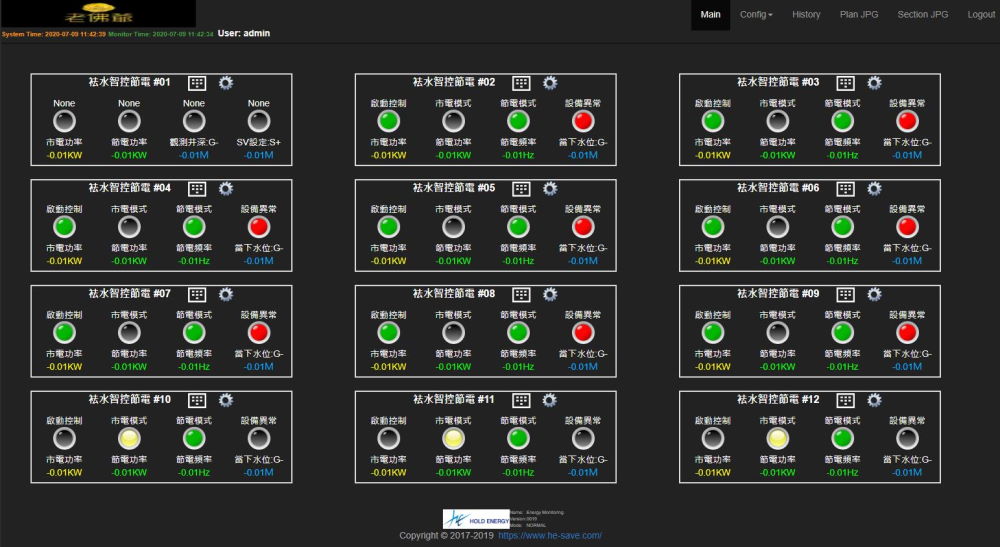 老佛爺
Main Config History Plan JPG Section JPG Logout
System Time: 2020-07-09 11:42:39 Monitor Time: 2020-07-09 11:42:34 User: admin
袪水智控節電 #01
None None None None
市電功率 節電功率 觀測井深:G- SV設定:S+
-0.01KW -0.01KW -0.01M -0.01M
袪水智控節電 #02
啟動控制 市電模式 節電模式 設備異常
市電功率 節電功率 節電頻率 當下水位:G-
-0.01KW -0.01KW -0.01Hz -0.01M
袪水智控節電 #03
啟動控制 市電模式 節電模式 設備異常
市電功率 節電功率 節電頻率 當下水位:G-
-0.01KW -0.01KW -0.01Hz -0.01M
袪水智控節電 #04
啟動控制 市電模式 節電模式 設備異常
市電功率 節電功率 節電頻率 當下水位:G-
-0.01KW -0.01KW -0.01Hz -0.01M
袪水智控節電 #05
啟動控制 市電模式 節電模式 設備異常
市電功率 節電功率 節電頻率 當下水位:G-
-0.01KW -0.01KW -0.01Hz -0.01M
袪水智控節電 #06
啟動控制 市電模式 節電模式 設備異常
市電功率 節電功率 節電頻率 當下水位:G-
-0.01KW -0.01KW -0.01Hz -0.01M
袪水智控節電 #07
啟動控制 市電模式 節電模式 設備異常
市電功率 節電功率 節電頻率 當下水位:G-
-0.01KW -0.01KW -0.01Hz -0.01M
袪水智控節電 #08
啟動控制 市電模式 節電模式 設備異常
市電功率 節電功率 節電頻率 當下水位:G-
-0.01KW -0.01KW -0.01Hz -0.01M
袪水智控節電 #09
啟動控制 市電模式 節電模式 設備異常
市電功率 節電功率 節電頻率 當下水位:G-
-0.01KW -0.01KW -0.01Hz -0.01M
袪水智控節電 #10
啟動控制 市電模式 節電模式 設備異常
市電功率 節電功率 節電頻率 當下水位:G-
-0.01KW -0.01KW -0.01Hz -0.01M
袪水智控節電 #11
啟動控制 市電模式 節電模式 設備異常
市電功率 節電功率 節電頻率 當下水位:G-
-0.01KW -0.01KW -0.01Hz -0.01M
袪水智控節電 #12
啟動控制 市電模式 節電模式 設備異常
市電功率 節電功率 節電頻率 當下水位:G-
-0.01KW -0.01KW -0.01Hz -0.01M
HOLD ENERGY
Name: Energy Monitoring
Version:0019
Mode: NORMAL
Copyright © 2017-2019 https://www.he-save.com/